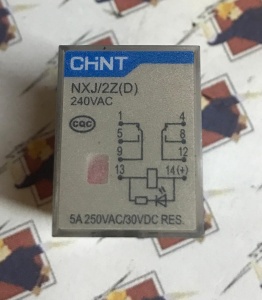 CHNT
NXJ/2Z(D)
240VAC
CQC
1 4
5 8
9 12
13 14(+)
5A 250VAC/30VDC RES.